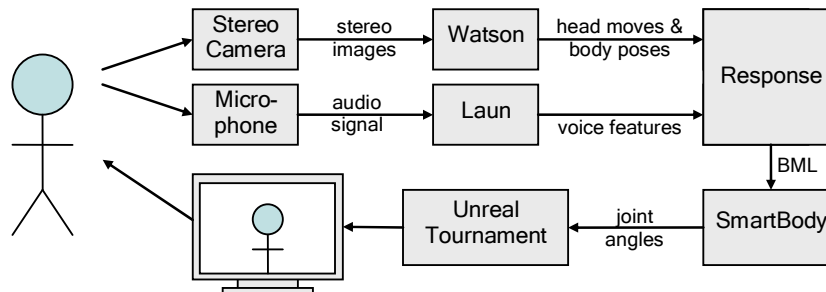 Stereo
Camera
stereo
images
Watson
head moves &
body poses
Response
Micro-
phone
audio
signal
Laun
voice features
BML
Unreal
Tournament
joint
angles
SmartBody